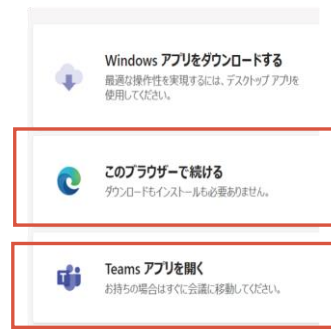 Windows アプリをダウンロードする
最適な操作性を実現するには、デスクトップ アプリを
使用してください。
このブラウザーで続ける
ダウンロードもインストールも必要ありません。
Teams アプリを開く
お持ちの場合はすぐに会議に移動してください。